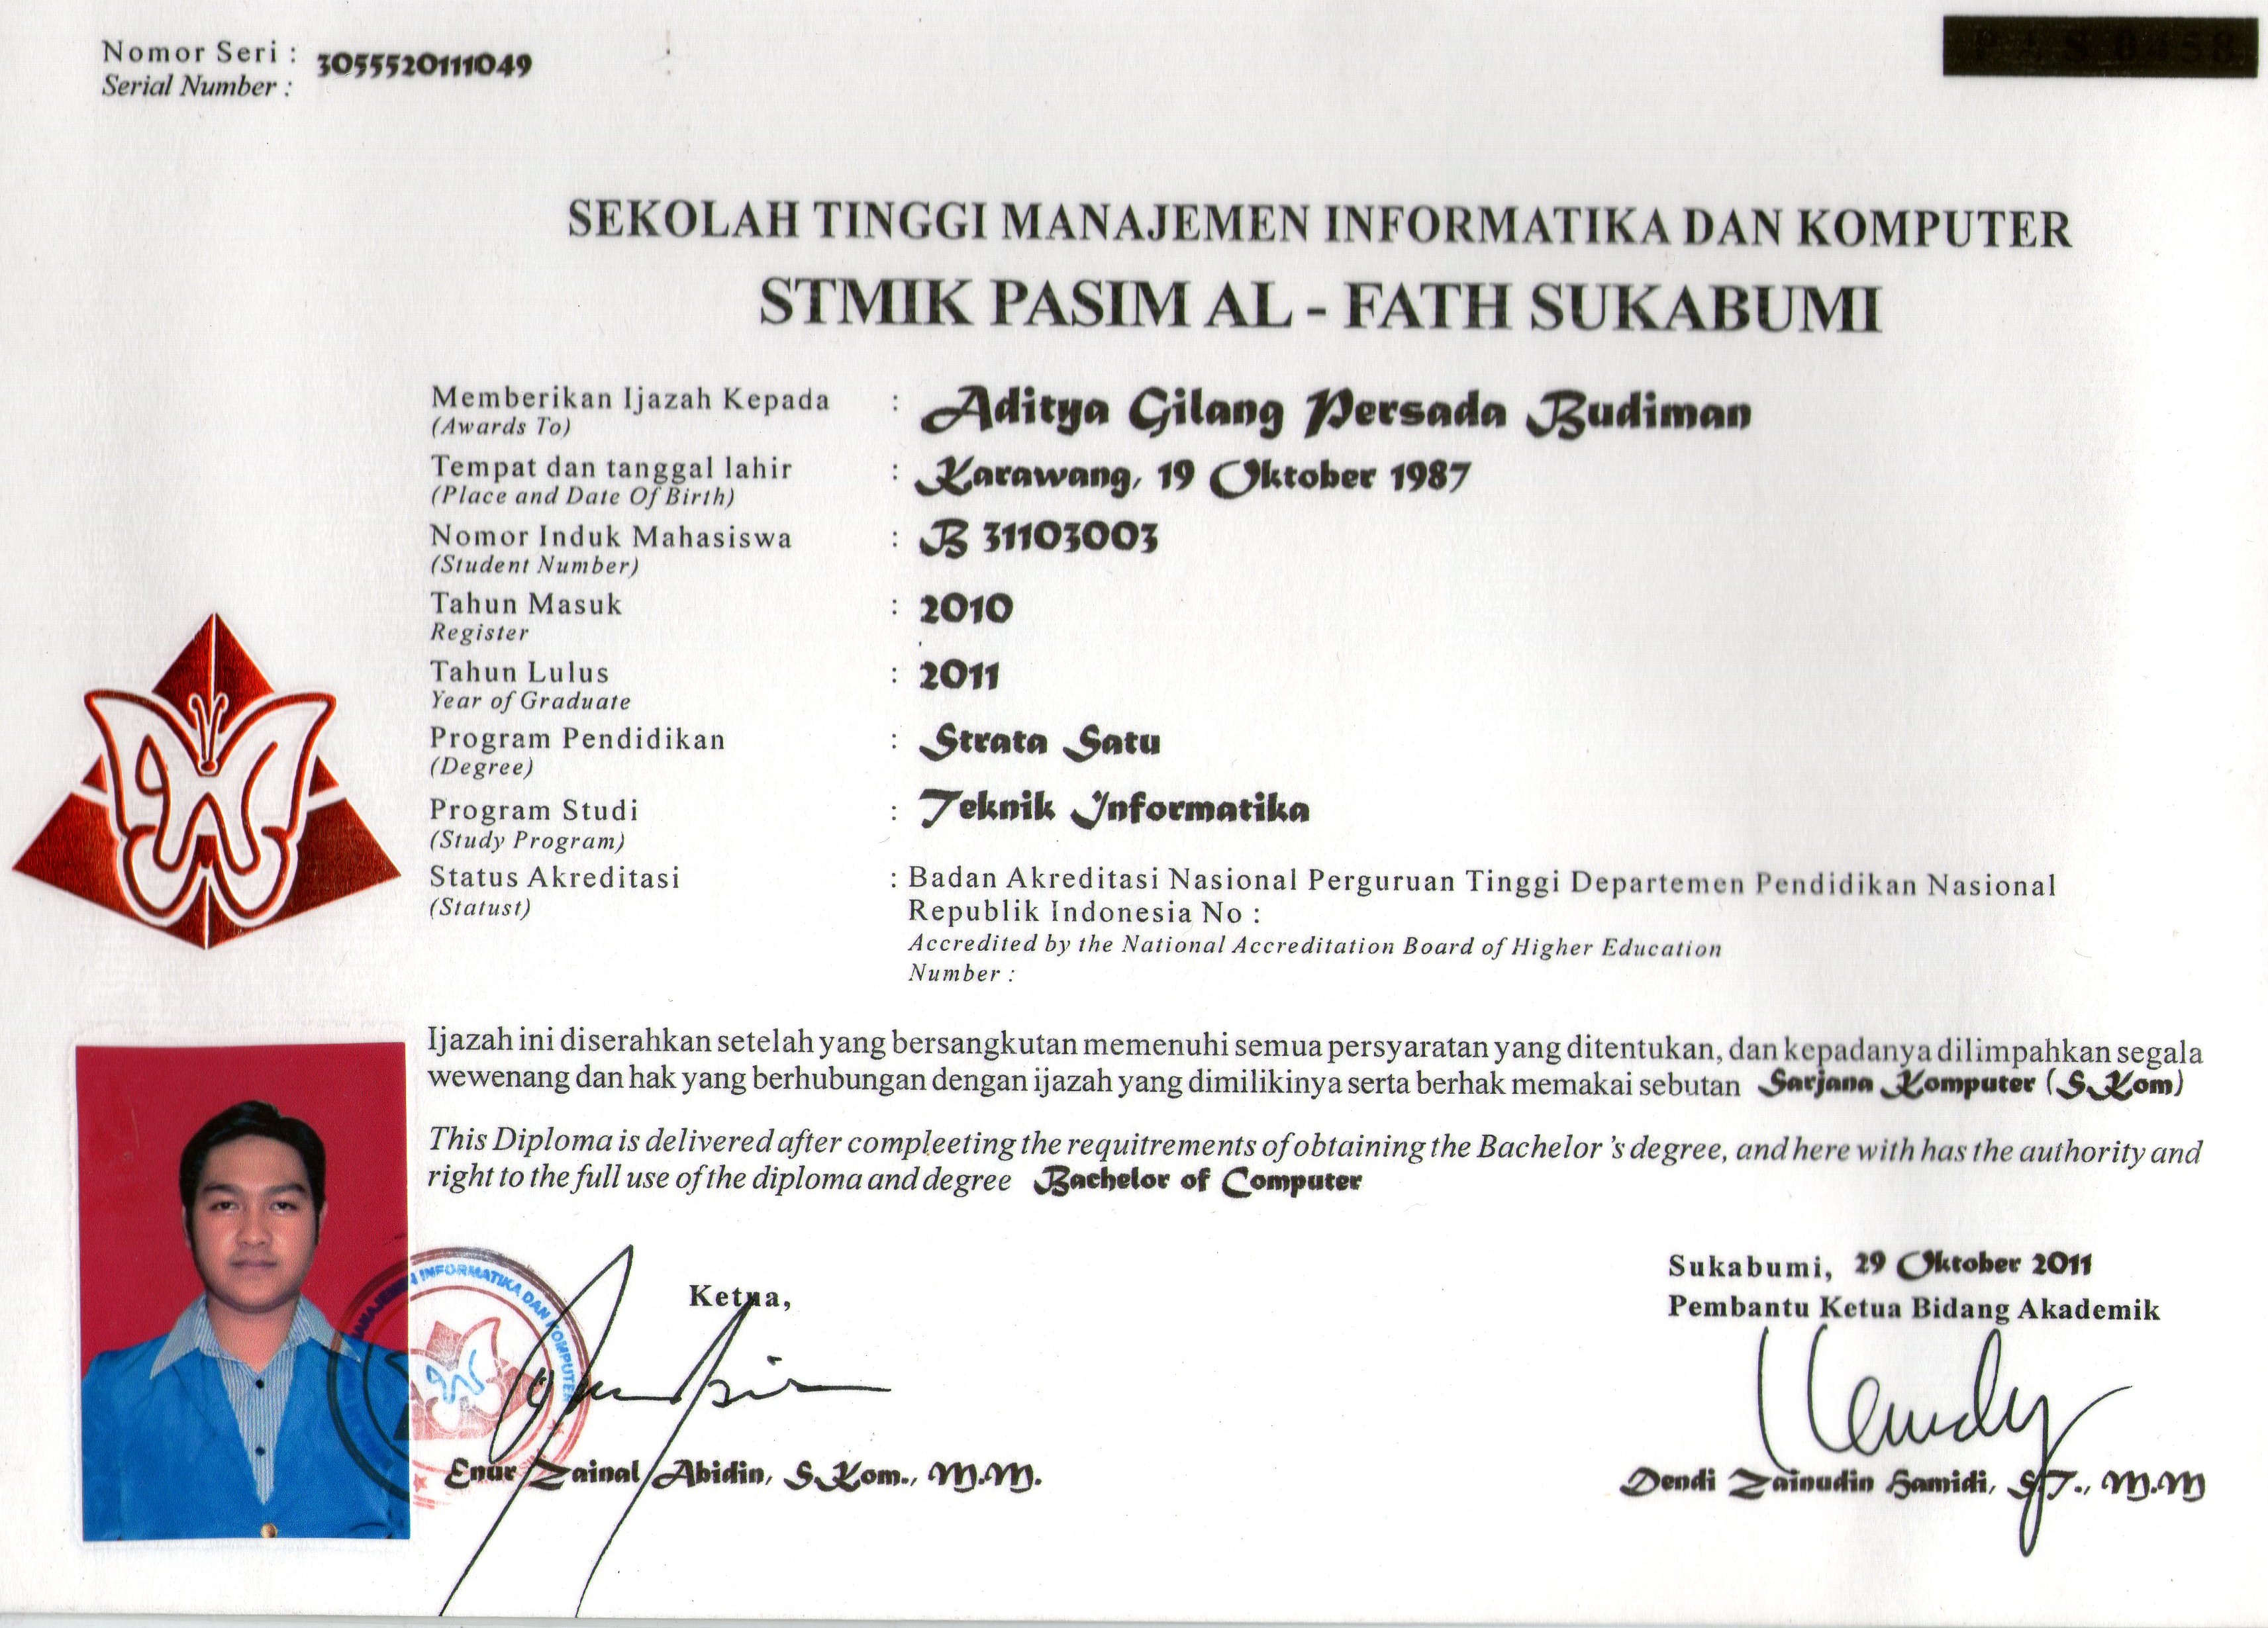 Nomor Seri : 3055520111049
Serial Number :
SEKOLAH TINGGI MANAJEMEN INFORMATIKA DAN KOMPUTER
STMIK PASIM AL - FATH SUKABUMI
Memberikan Ijazah Kepada : Aditya Gilang Persada Budiman
(Awards To)
Tempat dan tanggal lahir : Karawang, 19 Oktober 1987
(Place and Date Of Birth)
Nomor Induk Mahasiswa : B 31103003
(Student Number)
Tahun Masuk : 2010
Register
Tahun Lulus : 2011
Year of Graduate
Program Pendidikan : Strata Satu
(Degree)
Program Studi : Teknik Informatika
(Study Program)
Status Akreditasi : Badan Akreditasi Nasional Perguruan Tinggi Departemen Pendidikan Nasional
(Statust) Republik Indonesia No :
Accredited by the National Accreditation Board of Higher Education
Number :
Ijazah ini diserahkan setelah yang bersangkutan memenuhi semua persyaratan yang ditentukan, dan kepadanya dilimpahkan segala
wewenang dan hak yang berhubungan dengan ijazah yang dimilikinya serta berhak memakai sebutan Sarjana Komputer (S.Kom)
This Diploma is delivered after compleeting the requitrements of obtaining the Bachelor 's degree, and here with has the authority and
right to the full use of the diploma and degree Bachelor of Computer
Sukabumi, 29 Oktober 2011
Ketua, Pembantu Ketua Bidang Akademik
INFORMATIKA DAN KOMPUTER
Enur Zainal Abidin, S.Kom., M.M. Dendi Zainudin Hamidi, S.T., M.M